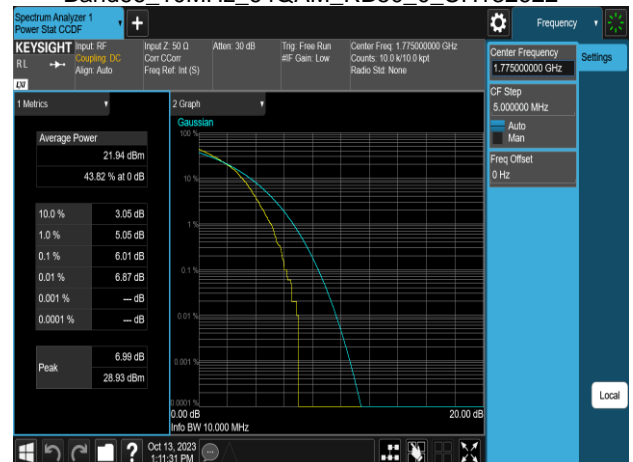 Spectrum Analyzer 1
Power Stat CCDF
Frequency
KEYSIGHT
RL
LXI
Input: RF
Coupling: DC
Align: Auto
Input Z: 50 Ω
Corr CCorr
Freq Ref: Int (S)
Atten: 30 dB
Trig: Free Run
#IF Gain: Low
Center Freq: 1.775000000 GHz
Counts: 10.0 k/10.0 kpt
Radio Std: None
Center Frequency
1.775000000 GHz
Settings
CF Step
5.000000 MHz
Auto
Man
Freq Offset
0 Hz
1 Metrics
Average Power
21.94 dBm
43.82 % at 0 dB
10.0 % 3.05 dB
1.0 % 5.05 dB
0.1 % 6.01 dB
0.01 % 6.87 dB
0.001 % --- dB
0.0001 % --- dB
Peak
6.99 dB
28.93 dBm
2 Graph
Gaussian
100 %
10 %
1 %
0.1 %
0.01 %
0.001 %
0.0001 %
0.00 dB 20.00 dB
Info BW 10.000 MHz
Local
Oct 13, 2023
1:11:31 PM